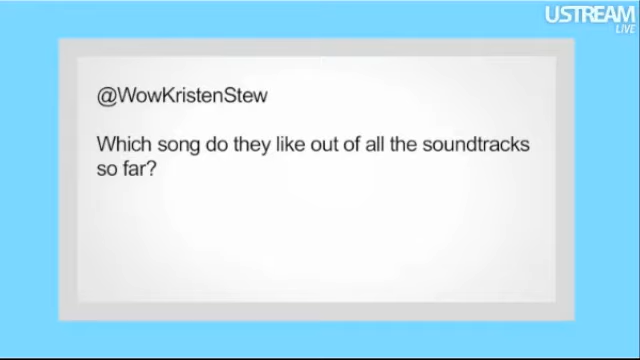 USTREAM
LIVE
@WowKristenStew
Which song do they like out of all the soundtracks
so far?